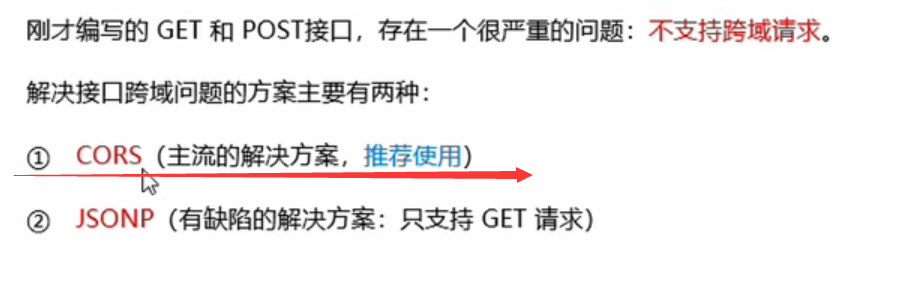 刚才编写的 GET 和 POST接口，存在一个很严重的问题：不支持跨域请求。
解决接口跨域问题的方案主要有两种：
① CORS（主流的解决方案，推荐使用）
② JSONP（有缺陷的解决方案：只支持 GET 请求）